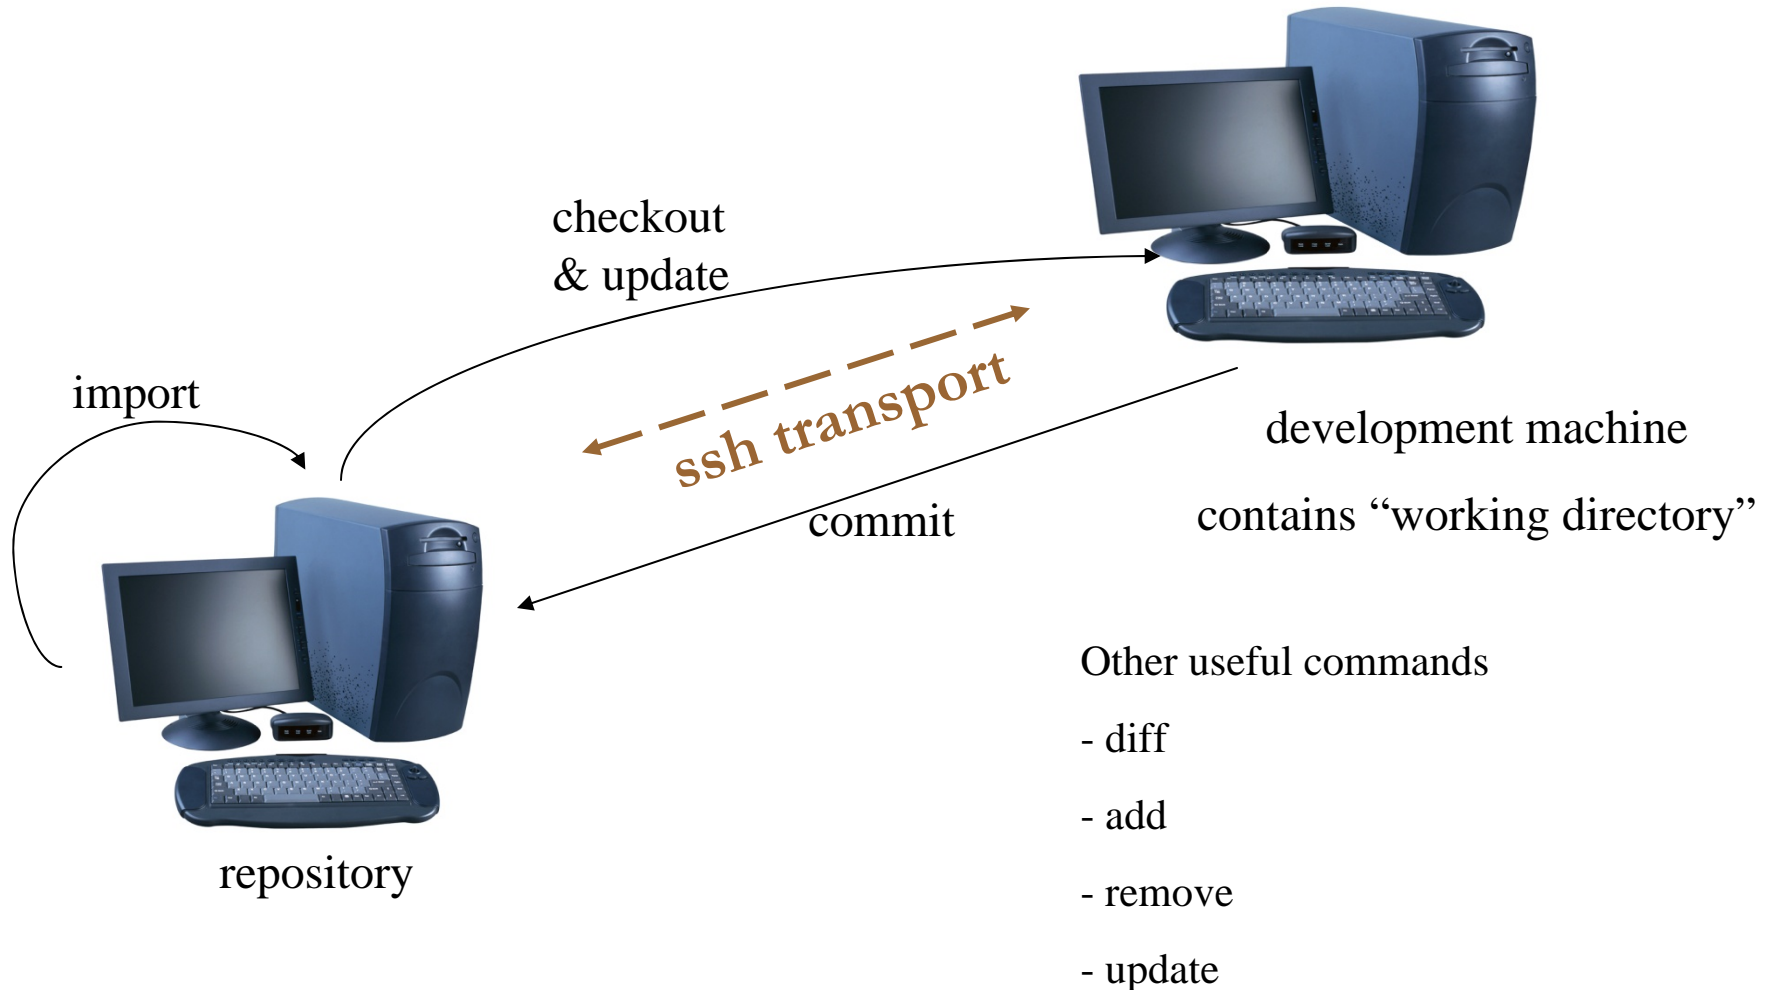 checkout
& update
import
ssh transport
development machine
commit
contains “working directory”
repository
Other useful commands
- diff
- add
- remove
- update